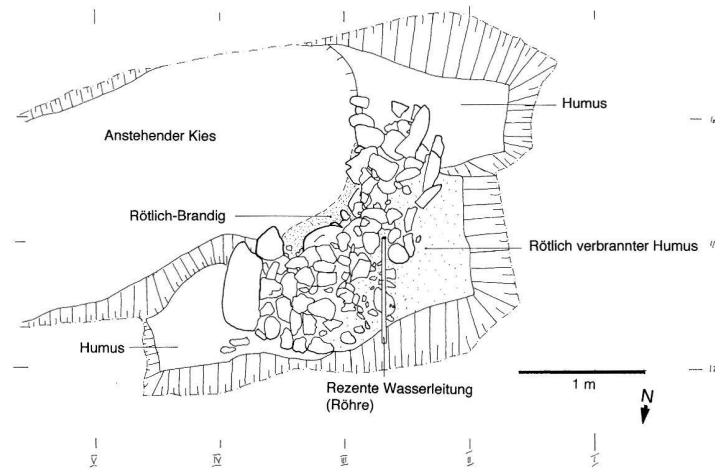 Humus
Anstehender Kies
Rötlich-Brandig
Rötlich verbrannter Humus
Humus
Rezente Wasserleitung
(Röhre)
1 m
N
V
IV
III
II
I